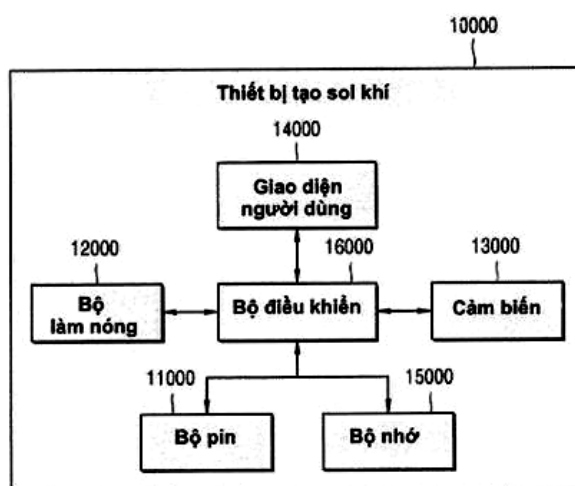 10000
Thiết bị tạo sol khí
14000
Giao diện
người dùng
12000
16000
13000
Bộ
làm nóng
Bộ điều khiển
Cảm biến
11000
15000
Bộ pin
Bộ nhớ